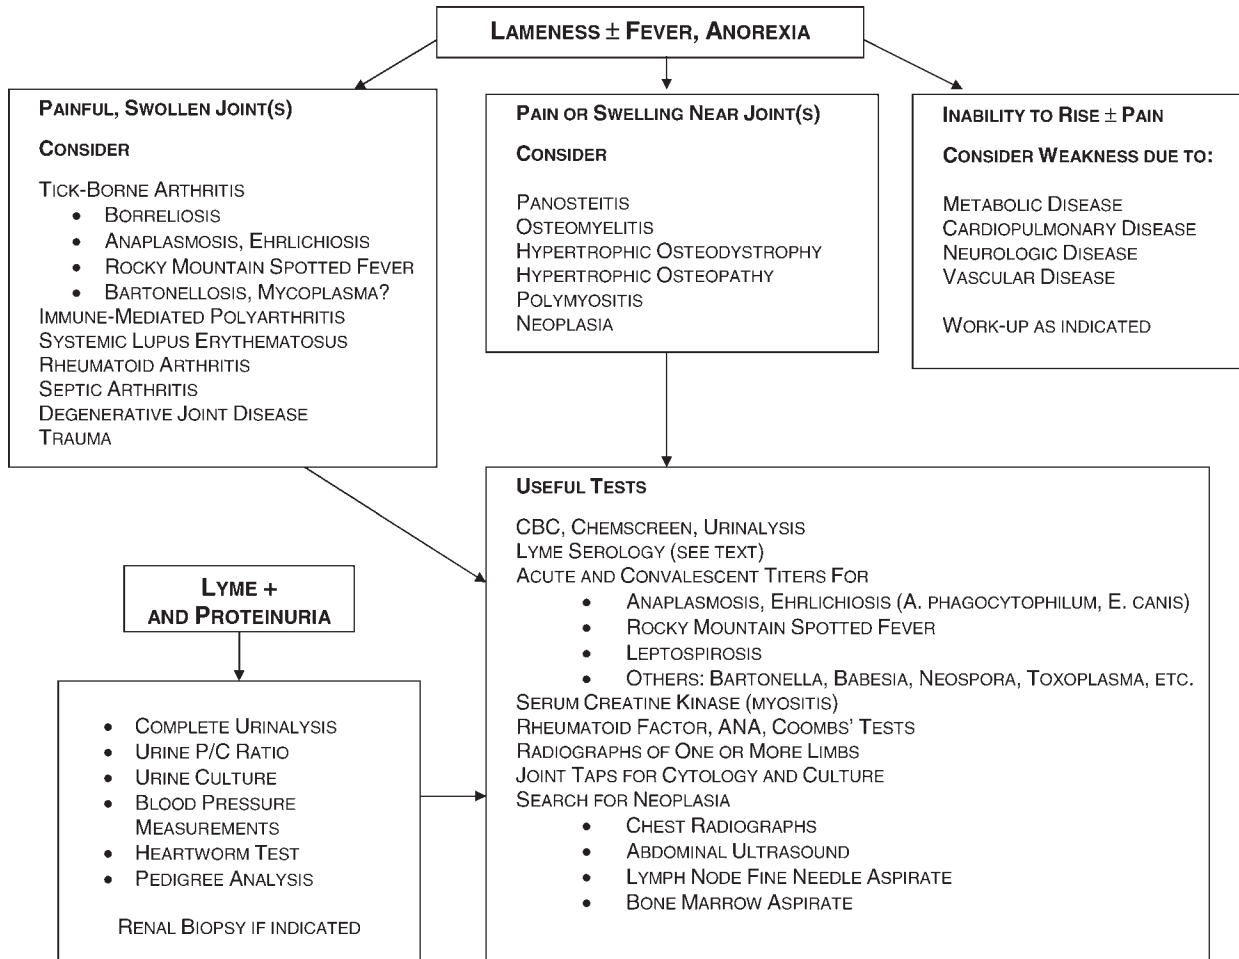 LAMENESS ± FEVER, ANOREXIA
PAINFUL, SWOLLEN JOINT(S)
CONSIDER
TICK-BORNE ARTHRITIS
• BORRELIOSIS
• ANAPLASMOSIS, EHRLICHIOSIS
• ROCKY MOUNTAIN SPOTTED FEVER
• BARTONELLOSIS, MYCOPLASMA?
IMMUNE-MEDIATED POLYARTHRITIS
SYSTEMIC LUPUS ERYTHEMATOSUS
RHEUMATOID ARTHRITIS
SEPTIC ARTHRITIS
DEGENERATIVE JOINT DISEASE
TRAUMA
PAIN OR SWELLING NEAR JOINT(S)
CONSIDER
PANOSTEITIS
OSTEOMYELITIS
HYPERTROPHIC OSTEODYSTROPHY
HYPERTROPHIC OSTEOPATHY
POLYMYOSITIS
NEOPLASIA
INABILITY TO RISE ± PAIN
CONSIDER WEAKNESS DUE TO:
METABOLIC DISEASE
CARDIOPULMONARY DISEASE
NEUROLOGIC DISEASE
VASCULAR DISEASE
WORK-UP AS INDICATED
LYME +
AND PROTEINURIA
• COMPLETE URINALYSIS
• URINE P/C RATIO
• URINE CULTURE
• BLOOD PRESSURE
MEASUREMENTS
• HEARTWORM TEST
• PEDIGREE ANALYSIS
RENAL BIOPSY IF INDICATED
USEFUL TESTS
CBC, CHEMSCREEN, URINALYSIS
LYME SEROLOGY (SEE TEXT)
ACUTE AND CONVALESCENT TITERS FOR
• ANAPLASMOSIS, EHRLICHIOSIS (A. PHAGOCYTOPHILUM, E. CANIS)
• ROCKY MOUNTAIN SPOTTED FEVER
• LEPTOSPIROSIS
• OTHERS: BARTONELLA, BABESIA, NEOSPORA, TOXOPLASMA, ETC.
SERUM CREATINE KINASE (MYOSITIS)
RHEUMATOID FACTOR, ANA, COOMBS' TESTS
RADIOGRAPHS OF ONE OR MORE LIMBS
JOINT TAPS FOR CYTOLOGY AND CULTURE
SEARCH FOR NEOPLASIA
• CHEST RADIOGRAPHS
• ABDOMINAL ULTRASOUND
• LYMPH NODE FINE NEEDLE ASPIRATE
• BONE MARROW ASPIRATE